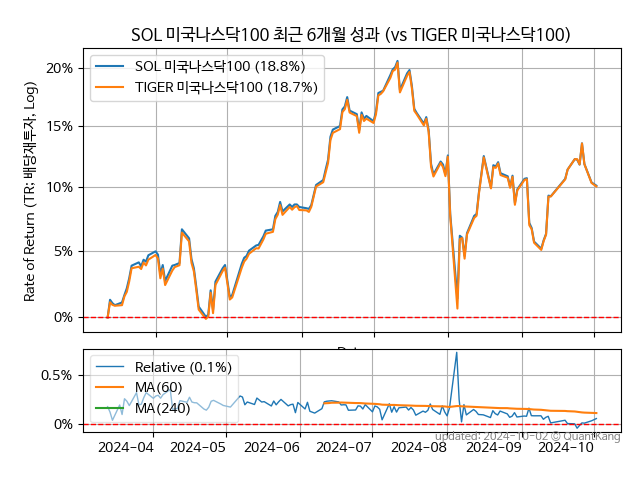 SOL 미국나스닥100 최근 6개월 성과 (vs TIGER 미국나스닥100)
SOL 미국나스닥100 (18.8%)
TIGER 미국나스닥100 (18.7%)
Rate of Return (TR: 배당재투자, Log)
20%
15%
10%
5%
0%
Relative (0.1%)
MA(60)
MA(240)
0.5%
0%
2024-04
2024-05
2024-06
2024-07
2024-08
2024-09
2024-10
updated: 2024-10-02 © QuantKang